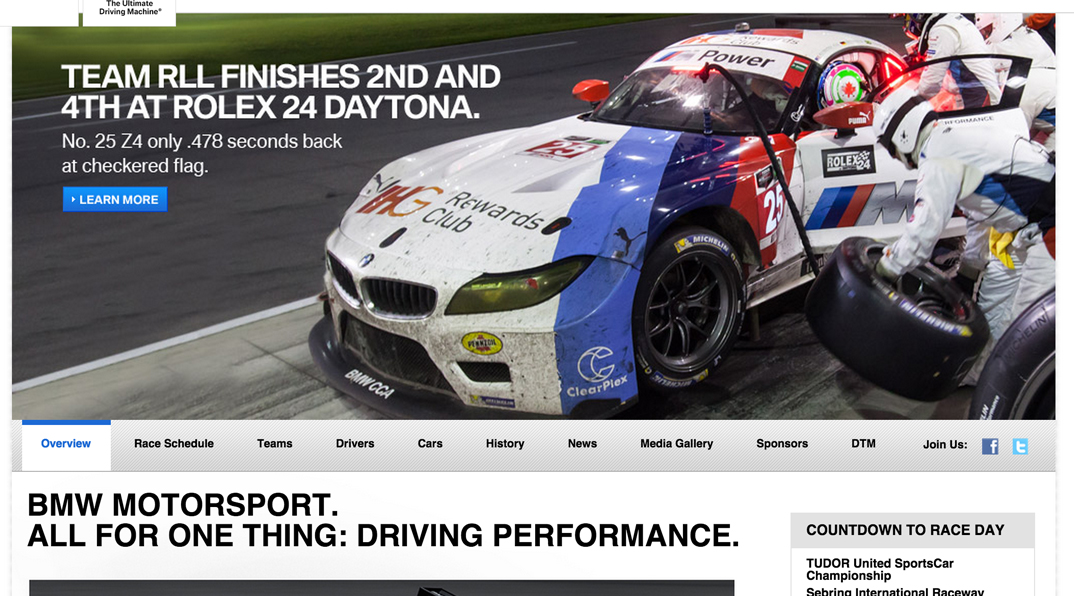 The Ultimate
Driving Machine®
TEAM RLL FINISHES 2ND AND
4TH AT ROLEX 24 DAYTONA.
No. 25 Z4 only .478 seconds back
at checkered flag.
LEARN MORE
Power
Rewards
Club
PUMA
ROLEX
24
25
M
25
IHG Rewards
Club
MICHELIN
PENNZOIL
ClearPlex
BMW CCA
Overview
Race Schedule
Teams
Drivers
Cars
History
News
Media Gallery
Sponsors
DTM
Join Us:
BMW MOTORSPORT.
ALL FOR ONE THING: DRIVING PERFORMANCE.
COUNTDOWN TO RACE DAY
TUDOR United SportsCar
Championship
Sebring International Raceway